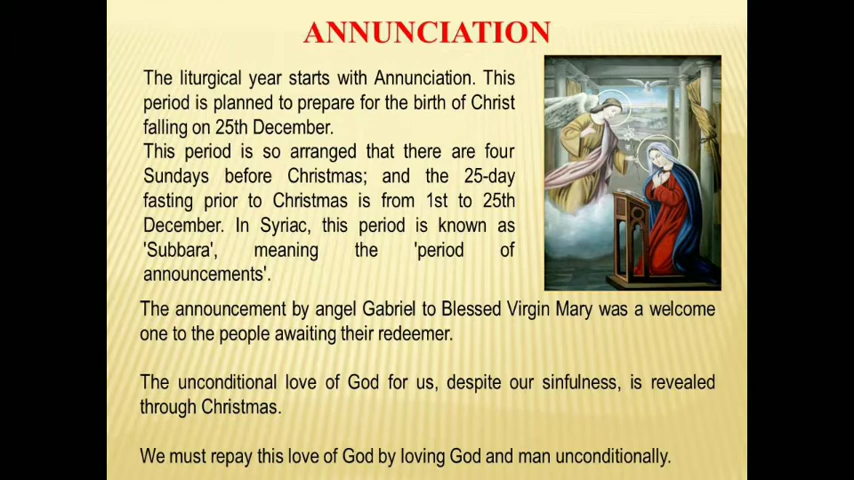 ANNUNCIATION
The liturgical year starts with Annunciation. This
period is planned to prepare for the birth of Christ
falling on 25th December.
This period is so arranged that there are four
Sundays before Christmas; and the 25-day
fasting prior to Christmas is from 1st to 25th
December. In Syriac, this period is known as
'Subbara', meaning the 'period of
announcements'.
The announcement by angel Gabriel to Blessed Virgin Mary was a welcome
one to the people awaiting their redeemer.
The unconditional love of God for us, despite our sinfulness, is revealed
through Christmas.
We must repay this love of God by loving God and man unconditionally.